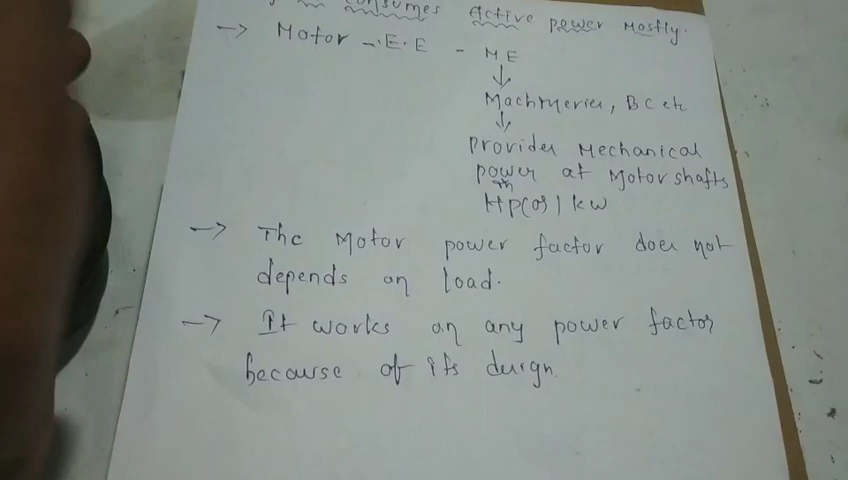 consumes Active power Mostly.
→ Motor - E.E - ME
↓
Machineries, BC etc
↓
provides Mechanical
power at Motor shafts
in
HP (or) kw
→ The Motor power factor does not
depends on load.
→ It works on any power factor
because of its design.